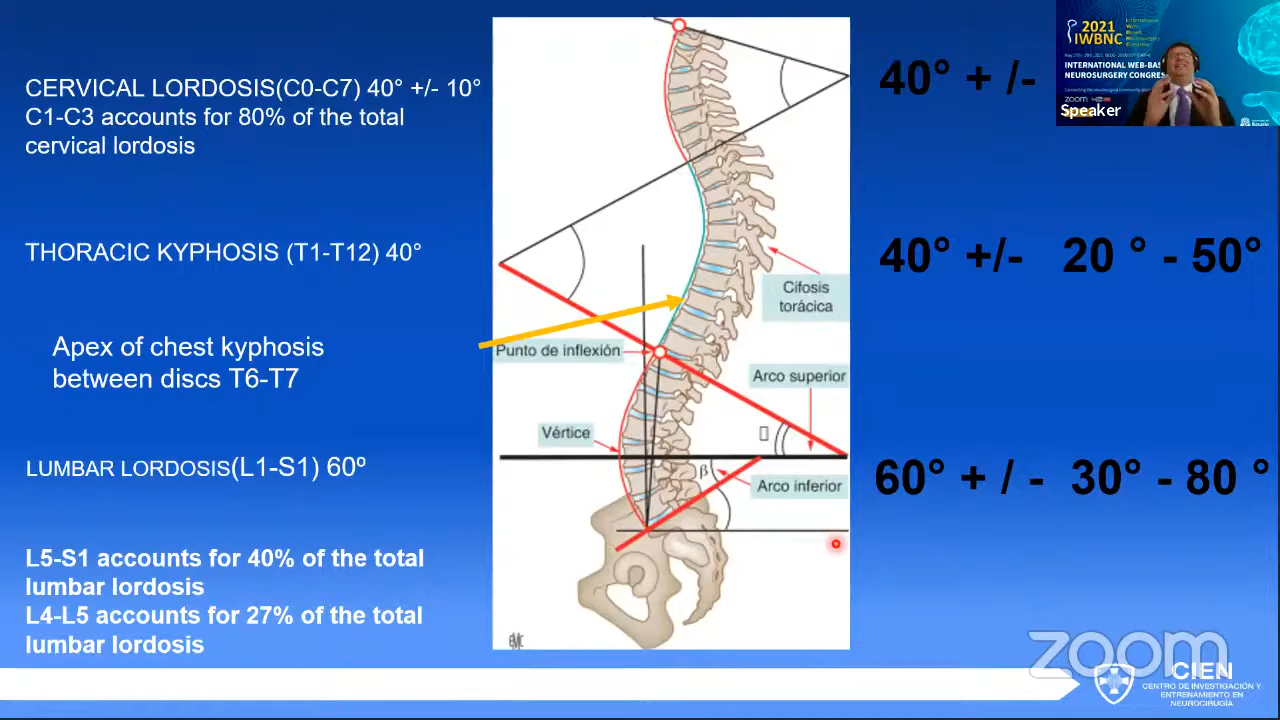 CERVICAL LORDOSIS(C0-C7) 40° +/- 10°
C1-C3 accounts for 80% of the total
cervical lordosis
THORACIC KYPHOSIS (T1-T12) 40°
Apex of chest kyphosis
between discs T6-T7
LUMBAR LORDOSIS(L1-S1) 60º
L5-S1 accounts for 40% of the total
lumbar lordosis
L4-L5 accounts for 27% of the total
lumbar lordosis
Cifosis
torácica
Punto de inflexión
Arco superior
Vértice
β
Arco inferior
40° + /-
40° +/- 20 ° - 50°
60° + / - 30° - 80 °
2021
IWBNC
INTERNATIONAL WEB-BAS
NEUROSURGERY CONGRES
zoom
Speaker
zoom
CIEN
CENTRO DE INVESTIGACIÓN Y
ENTRENAMIENTO EN
NEUROCIRUGÍA